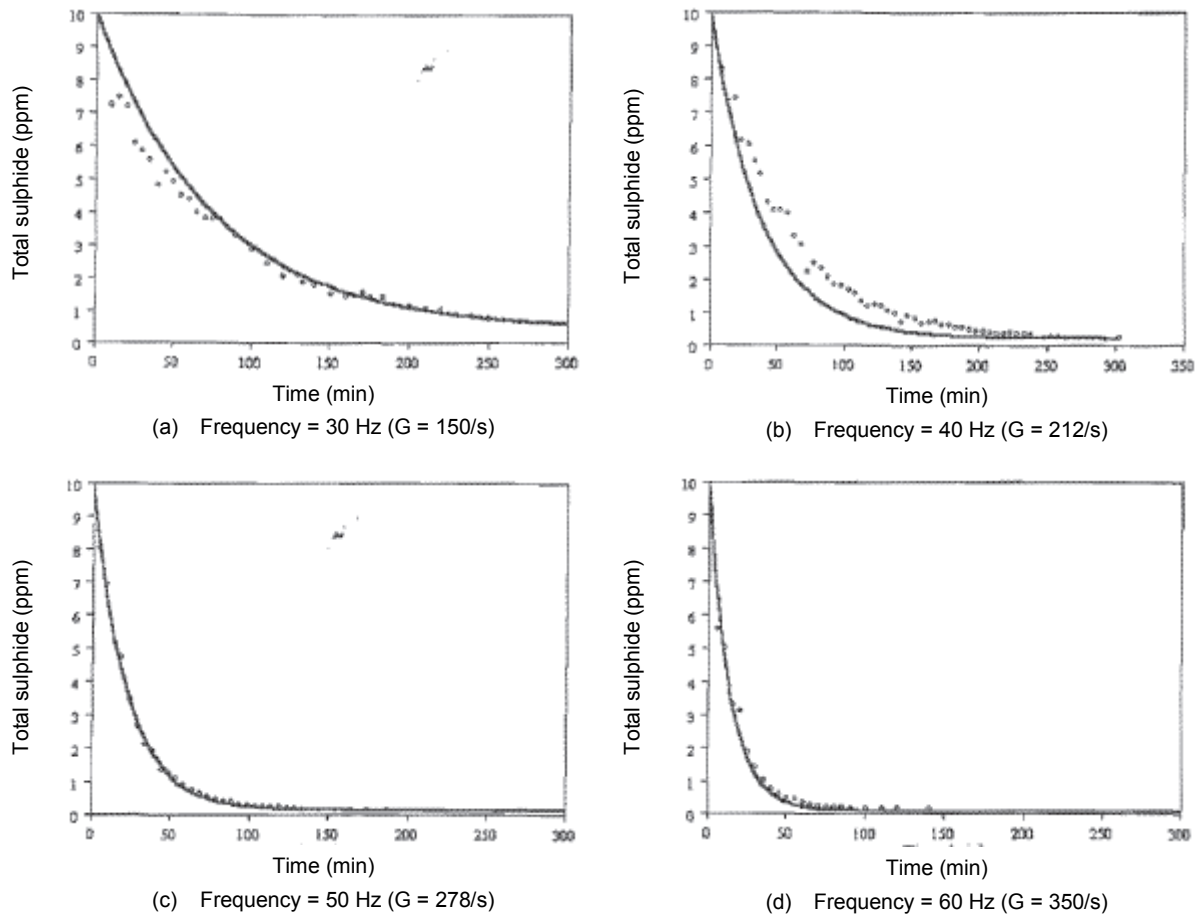 10
9
8
7
6
5
4
3
2
1
0
Total sulphide (ppm)
0 50 100 150 200 250 300
Time (min)
(a) Frequency = 30 Hz (G = 150/s)
10
9
8
7
6
5
4
3
2
1
0
Total sulphide (ppm)
0 50 100 150 200 250 300 350
Time (min)
(b) Frequency = 40 Hz (G = 212/s)
10
9
8
7
6
5
4
3
2
1
0
Total sulphide (ppm)
0 50 100 150 200 250 300
Time (min)
(c) Frequency = 50 Hz (G = 278/s)
10
9
8
7
6
5
4
3
2
1
0
Total sulphide (ppm)
0 50 100 150 200 250 300
Time (min)
(d) Frequency = 60 Hz (G = 350/s)